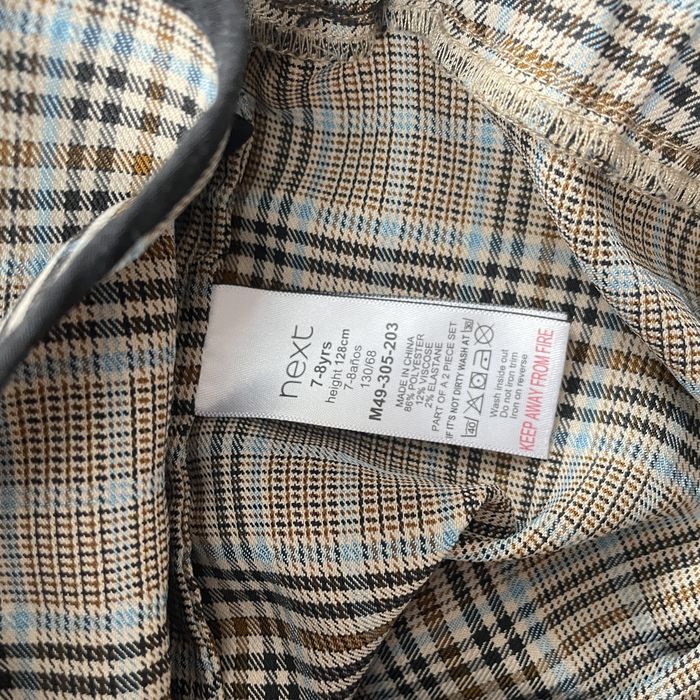 next
7-8yrs
height 128cm
7-8años
130/68
M49-305-203
MADE IN CHINA
86% POLYESTER
12% VISCOSE
2% ELASTANE
PART OF A 2 PIECE SET
IF IT'S NOT DIRTY WASH AT 30
40
Wash inside out
Do not iron trim
Iron on reverse
KEEP AWAY FROM FIRE